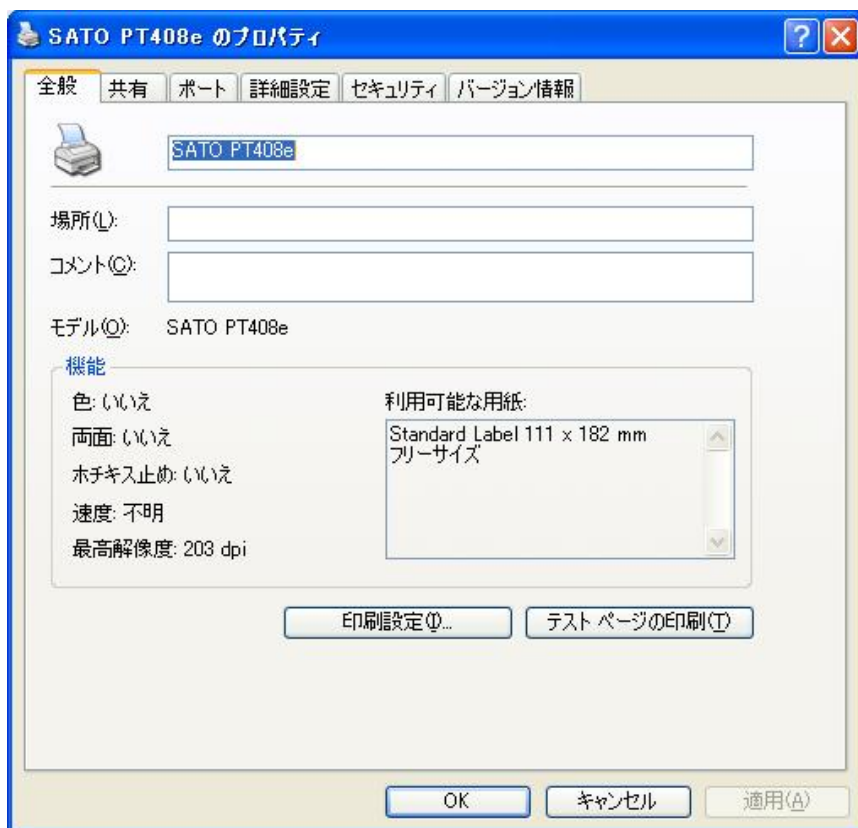 SATO PT408e のプロパティ
全般 共有 ポート 詳細設定 セキュリティ バージョン情報
SATO PT408e
場所(L):
コメント(C):
モデル(O): SATO PT408e
機能
色: いいえ
両面: いいえ
ホチキス止め: いいえ
速度: 不明
最高解像度: 203 dpi
利用可能な用紙:
Standard Label 111 x 182 mm
フリーサイズ
印刷設定(I)... テスト ページの印刷(T)
OK キャンセル 適用(A)